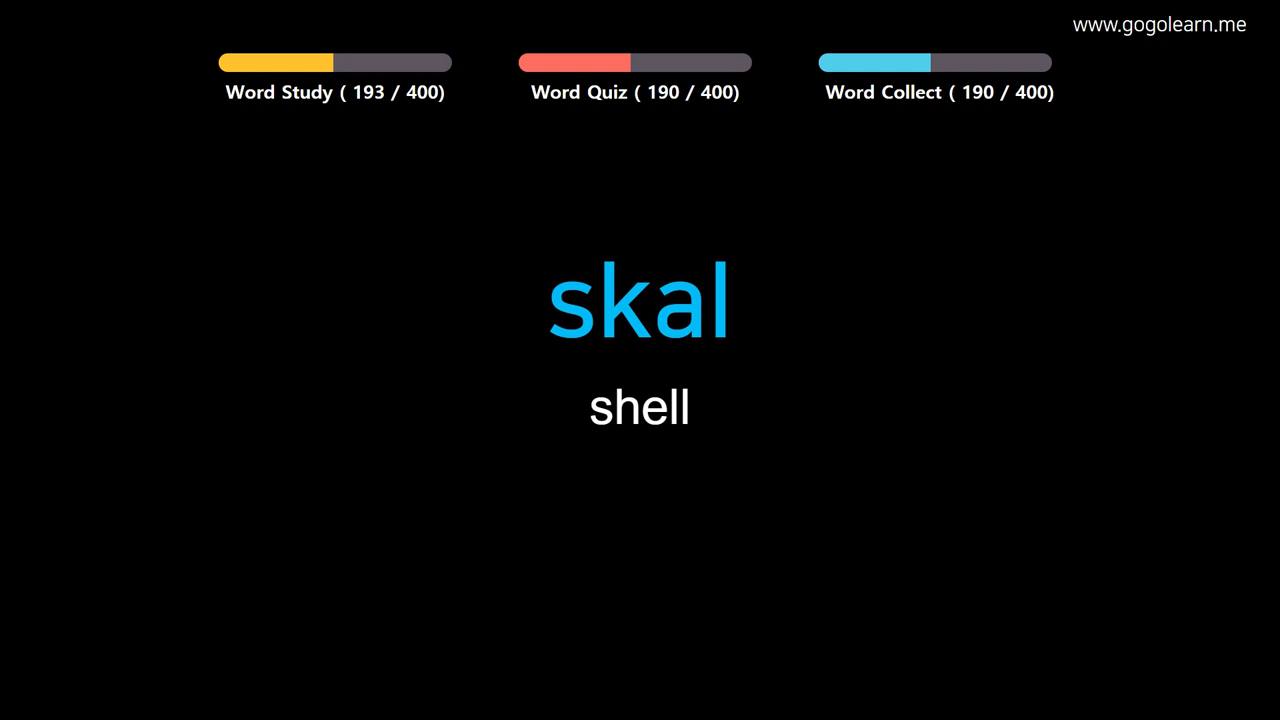 www.gogolearn.me
Word Study ( 193 / 400)
Word Quiz ( 190 / 400)
Word Collect ( 190 / 400)
skal
shell